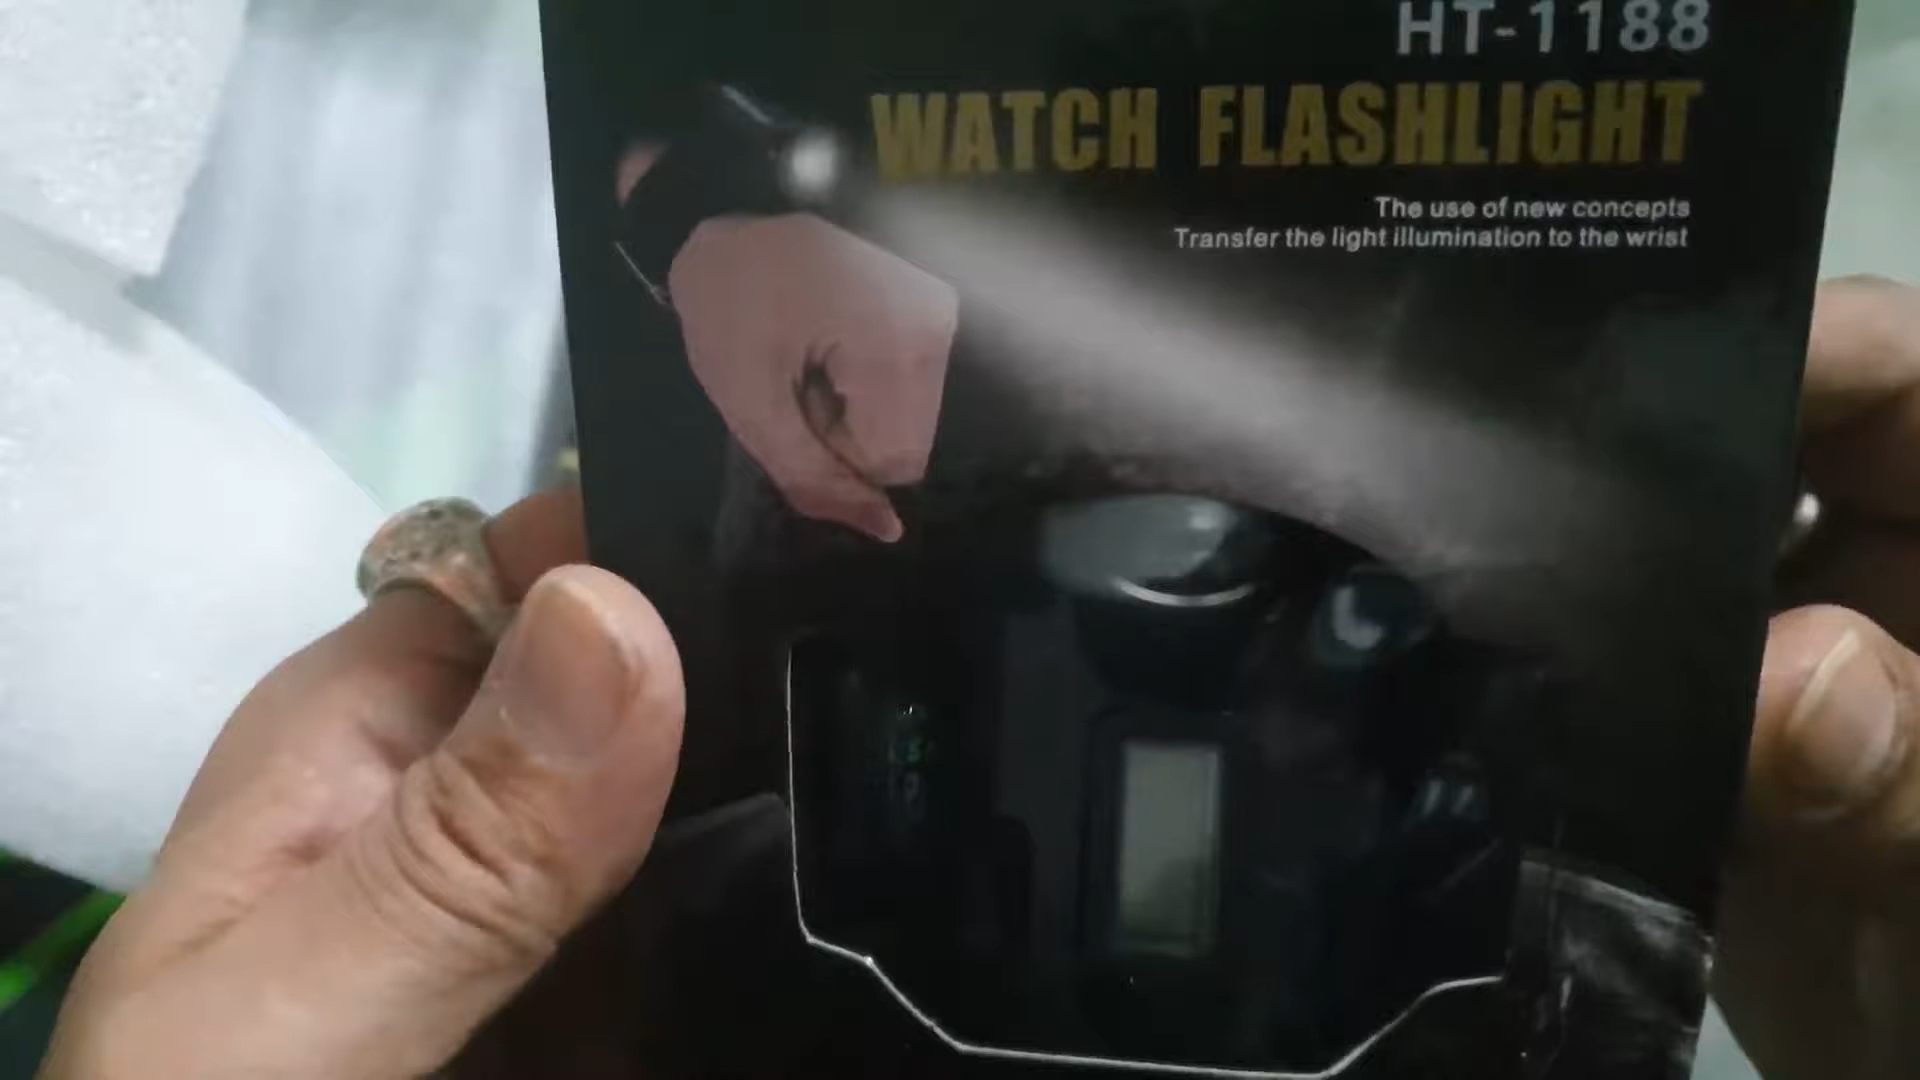 HT-1188
WATCH FLASHLIGHT
The use of new concepts
Transfer the light illumination to the wrist